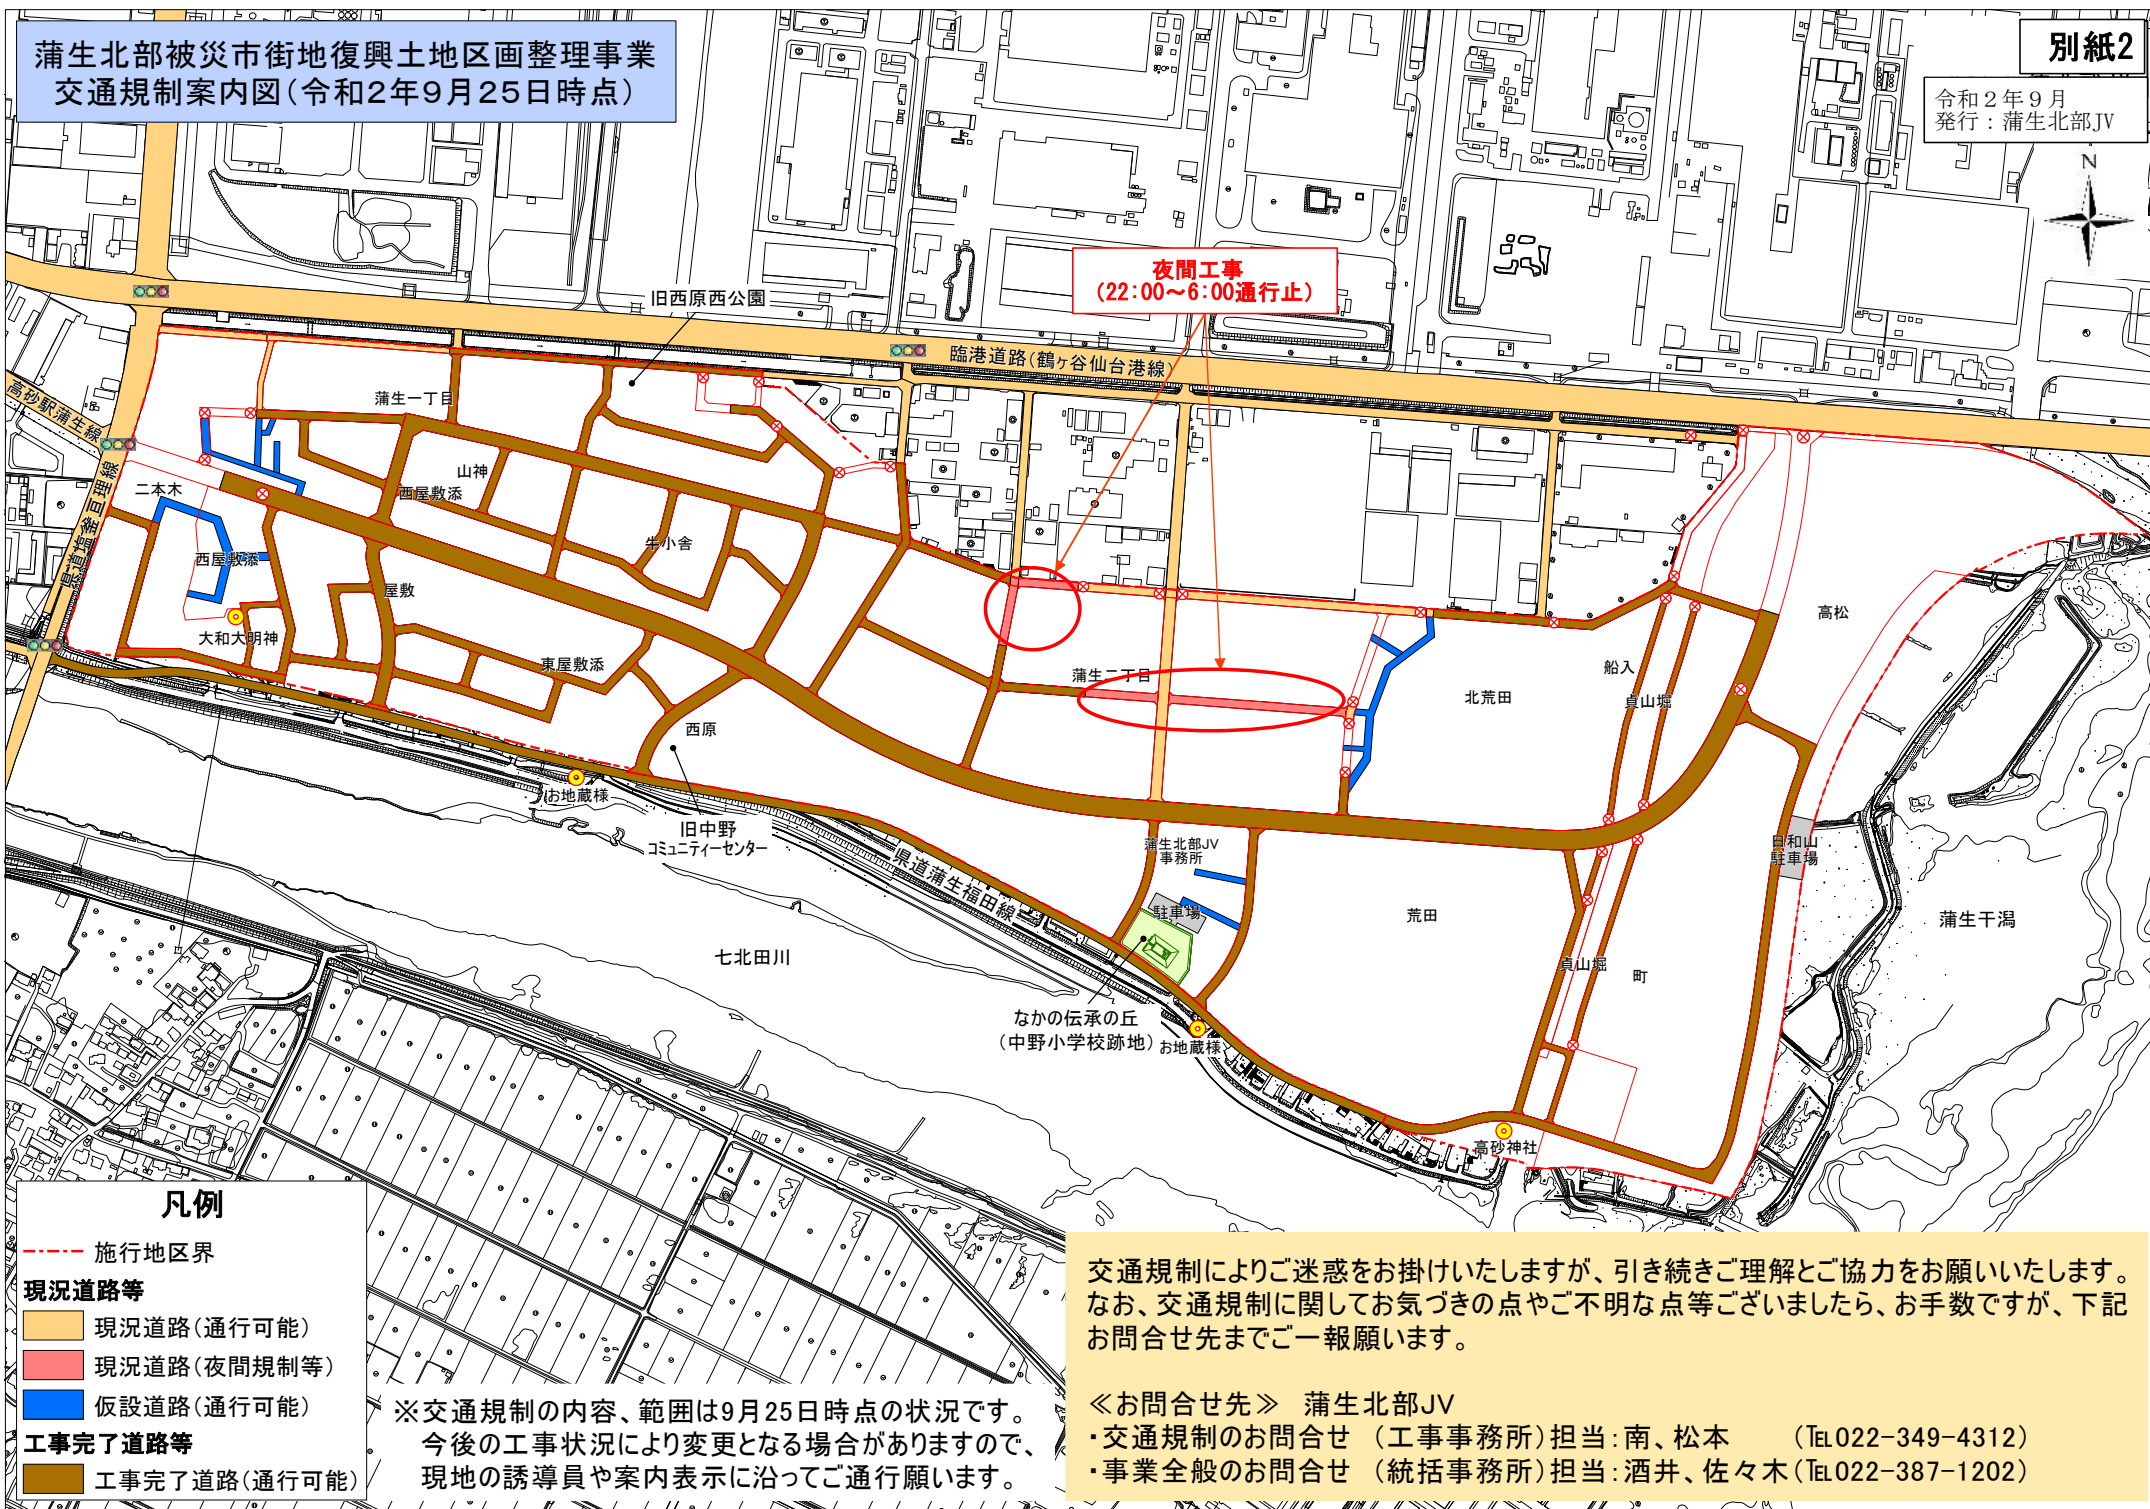 蒲生北部被災市街地復興土地区画整理事業
交通規制案内図(令和2年9月25日時点)
別紙2
令和2年9月
発行:蒲生北部JV
N
夜間工事
(22:00～6:00通行止)
旧西原西公園
臨港道路(鶴ヶ谷仙台港線)
高砂駅蒲生線
蒲生一丁目
山神
西屋敷添
二本木
県道塩釜亘理線
牛小舎
西屋敷添
屋敷
大和大明神
東屋敷添
蒲生二丁目
高松
船入
北荒田
貞山堀
西原
お地蔵様
旧中野
コミュニティーセンター
県道蒲生福田線
蒲生北部JV
事務所
日和山
駐車場
駐車場
荒田
蒲生干潟
七北田川
貞山堀
町
なかの伝承の丘
(中野小学校跡地)
お地蔵様
高砂神社
凡例
施行地区界
現況道路等
現況道路(通行可能)
現況道路(夜間規制等)
仮設道路(通行可能)
工事完了道路等
工事完了道路(通行可能)
※交通規制の内容、範囲は9月25日時点の状況です。
今後の工事状況により変更となる場合がありますので、
現地の誘導員や案内表示に沿ってご通行願います。
交通規制によりご迷惑をお掛けいたしますが、引き続きご理解とご協力をお願いいたします。
なお、交通規制に関してお気づきの点やご不明な点等ございましたら、お手数ですが、下記
お問合せ先までご一報願います。
≪お問合せ先≫ 蒲生北部JV
・交通規制のお問合せ (工事事務所)担当:南、松本 (℡022-349-4312)
・事業全般のお問合せ (統括事務所)担当:酒井、佐々木(℡022-387-1202)